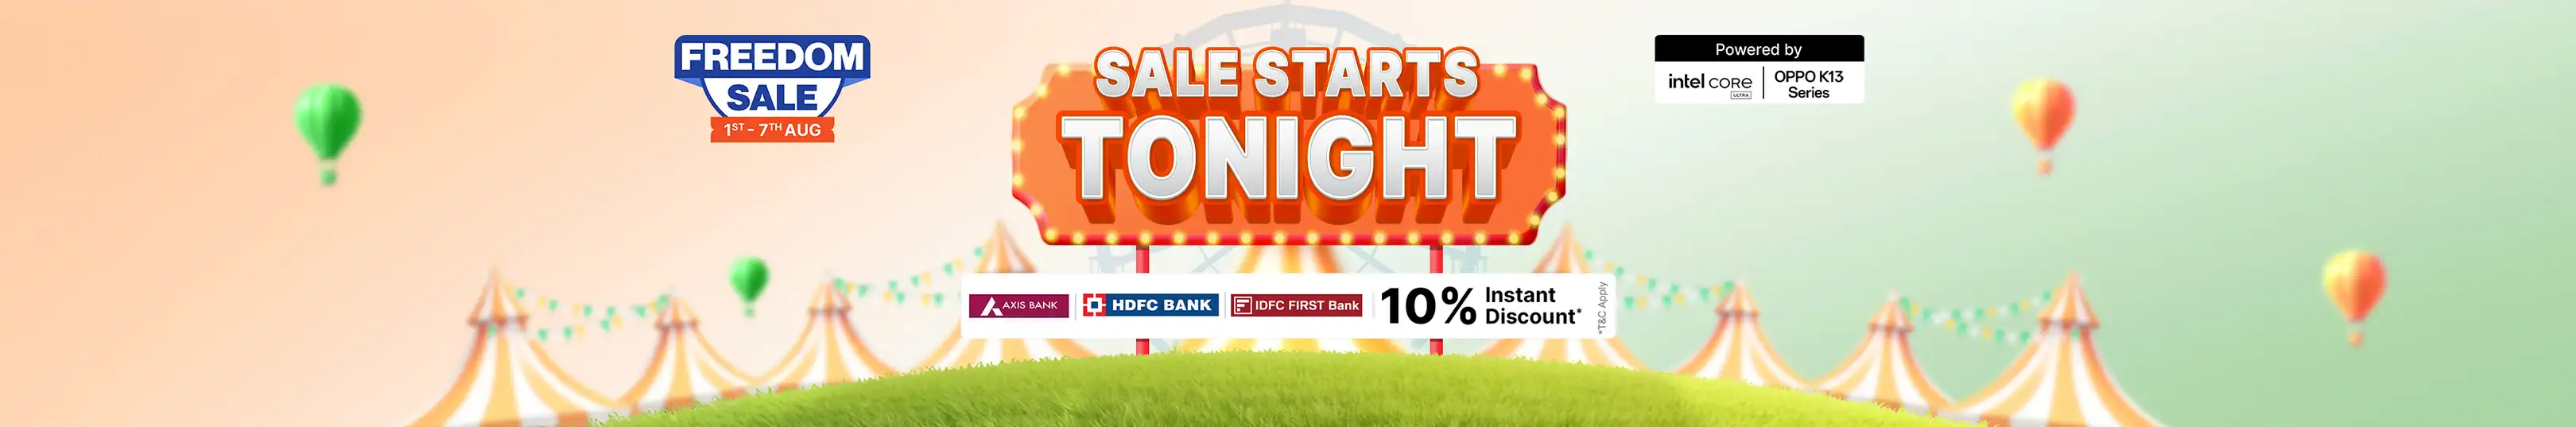 FREEDOM
SALE
1ST - 7TH AUG
SALE STARTS
TONIGHT
Powered by
intel CORE
ULTRA
OPPO K13
Series
AXIS BANK
HDFC BANK
IDFC FIRST Bank
10%
Instant
Discount*
*T&C Apply